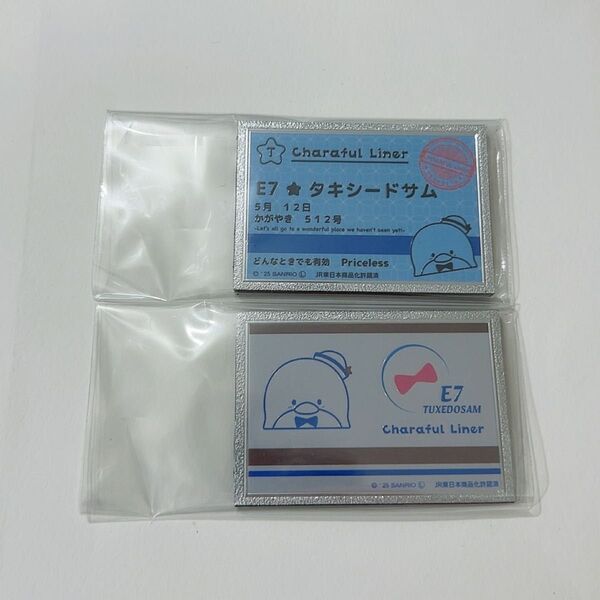 T Charaful Liner
E7 ★ タキシードサム
5月 12日
かがやき 512号
-Let's all go to a wonderful place we haven't seen yet!-
どんなときでも有効 Priceless
© '25 SANRIO Ⓛ JR東日本商品化許諾済
E7
TUXEDOSAM
Charaful Liner
© '25 SANRIO Ⓛ JR東日本商品化許諾済